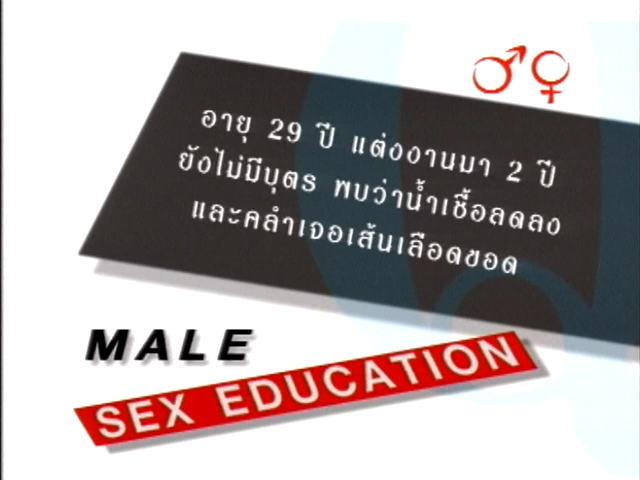 อายุ 29 ปี แต่งงานมา 2 ปี
ยังไม่มีบุตร พบว่าน้ำเชื้อลดลง
และคลำเจอเส้นเลือดขอด
MALE
SEX EDUCATION